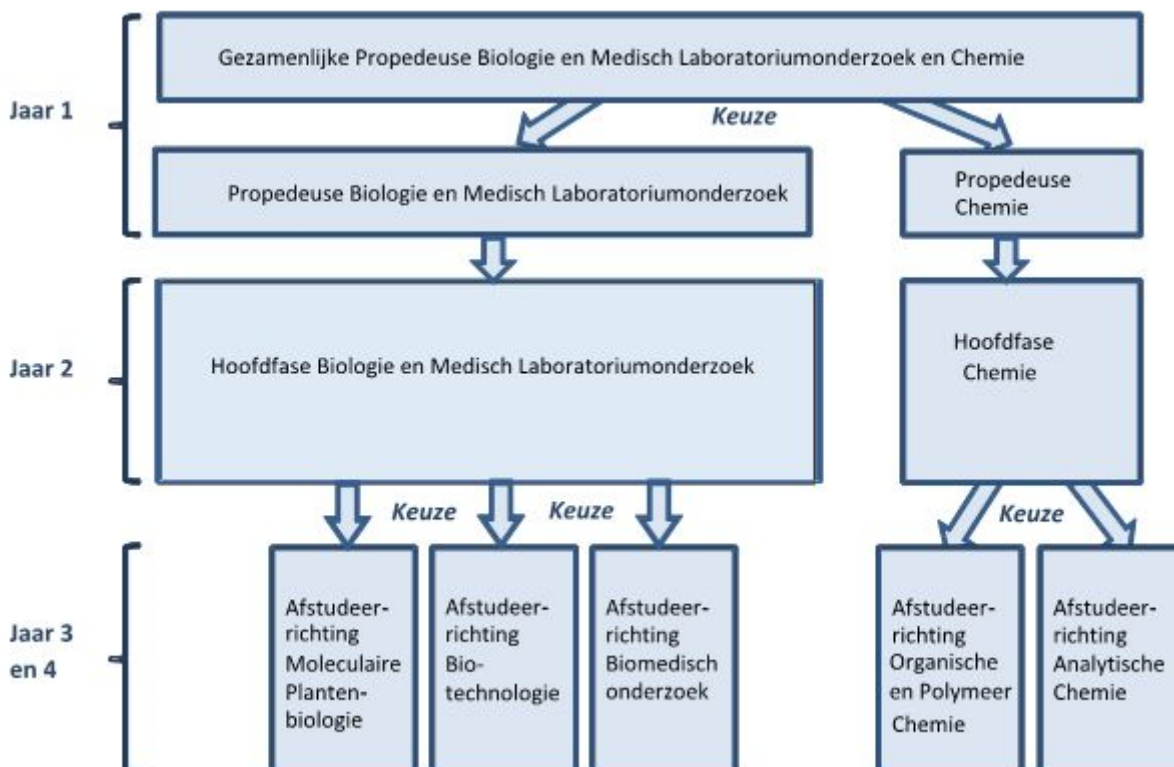 Gezamenlijke Propedeuse Biologie en Medisch Laboratoriumonderzoek en Chemie
Jaar 1
Keuze
Propedeuse Biologie en Medisch Laboratoriumonderzoek
Propedeuse
Chemie
Jaar 2
Hoofdfase Biologie en Medisch Laboratoriumonderzoek
Hoofdfase
Chemie
Keuze
Keuze
Keuze
Jaar 3
en 4
Afstudeer-
richting
Moleculaire
Planten-
biologie
Afstudeer-
richting
Bio-
technologie
Afstudeer-
richting
Biomedisch
onderzoek
Afstudeer-
richting
Organische
en Polymeer
Chemie
Afstudeer-
richting
Analytische
Chemie